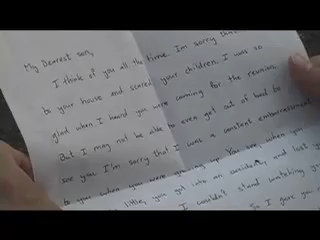 My Dearest son,
I think of you all the time. I'm sorry that
to your house and scared your children. I was so
glad when I heard you were coming for the reunion.
But I may not be able to even get out of bed to
see you. I'm sorry that I was a constant embarrassment
to you when you were growing up. You see, when you
little, you got into an accident, and lost y
I wouldn't stand watching y
So I gave you m